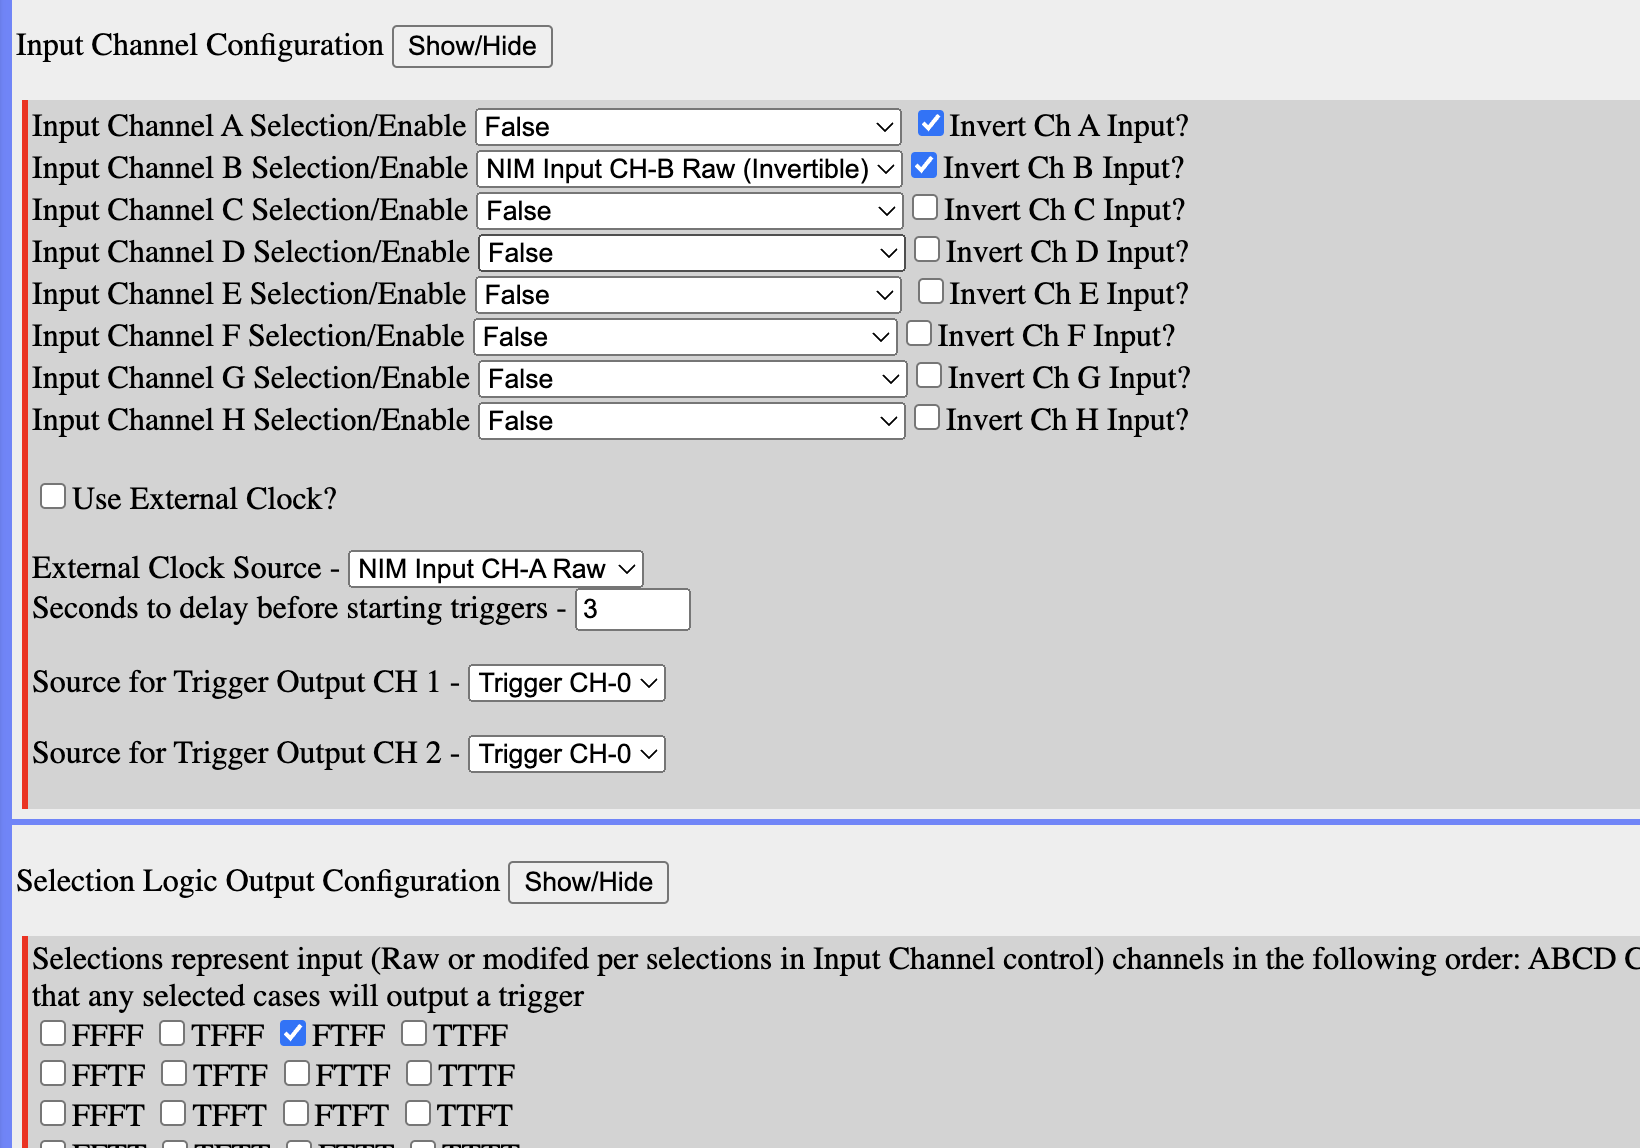 Input Channel Configuration Show/Hide
Input Channel A Selection/Enable False Invert Ch A Input?
Input Channel B Selection/Enable NIM Input CH-B Raw (Invertible) Invert Ch B Input?
Input Channel C Selection/Enable False Invert Ch C Input?
Input Channel D Selection/Enable False Invert Ch D Input?
Input Channel E Selection/Enable False Invert Ch E Input?
Input Channel F Selection/Enable False Invert Ch F Input?
Input Channel G Selection/Enable False Invert Ch G Input?
Input Channel H Selection/Enable False Invert Ch H Input?
Use External Clock?
External Clock Source - NIM Input CH-A Raw
Seconds to delay before starting triggers - 3
Source for Trigger Output CH 1 - Trigger CH-0
Source for Trigger Output CH 2 - Trigger CH-0
Selection Logic Output Configuration Show/Hide
Selections represent input (Raw or modifed per selections in Input Channel control) channels in the following order: ABCD
that any selected cases will output a trigger
FFFF TFFF FTFF TTFF
FFTF TFTF FTTF TTTF
FFFT TFFT FTFT TTFT